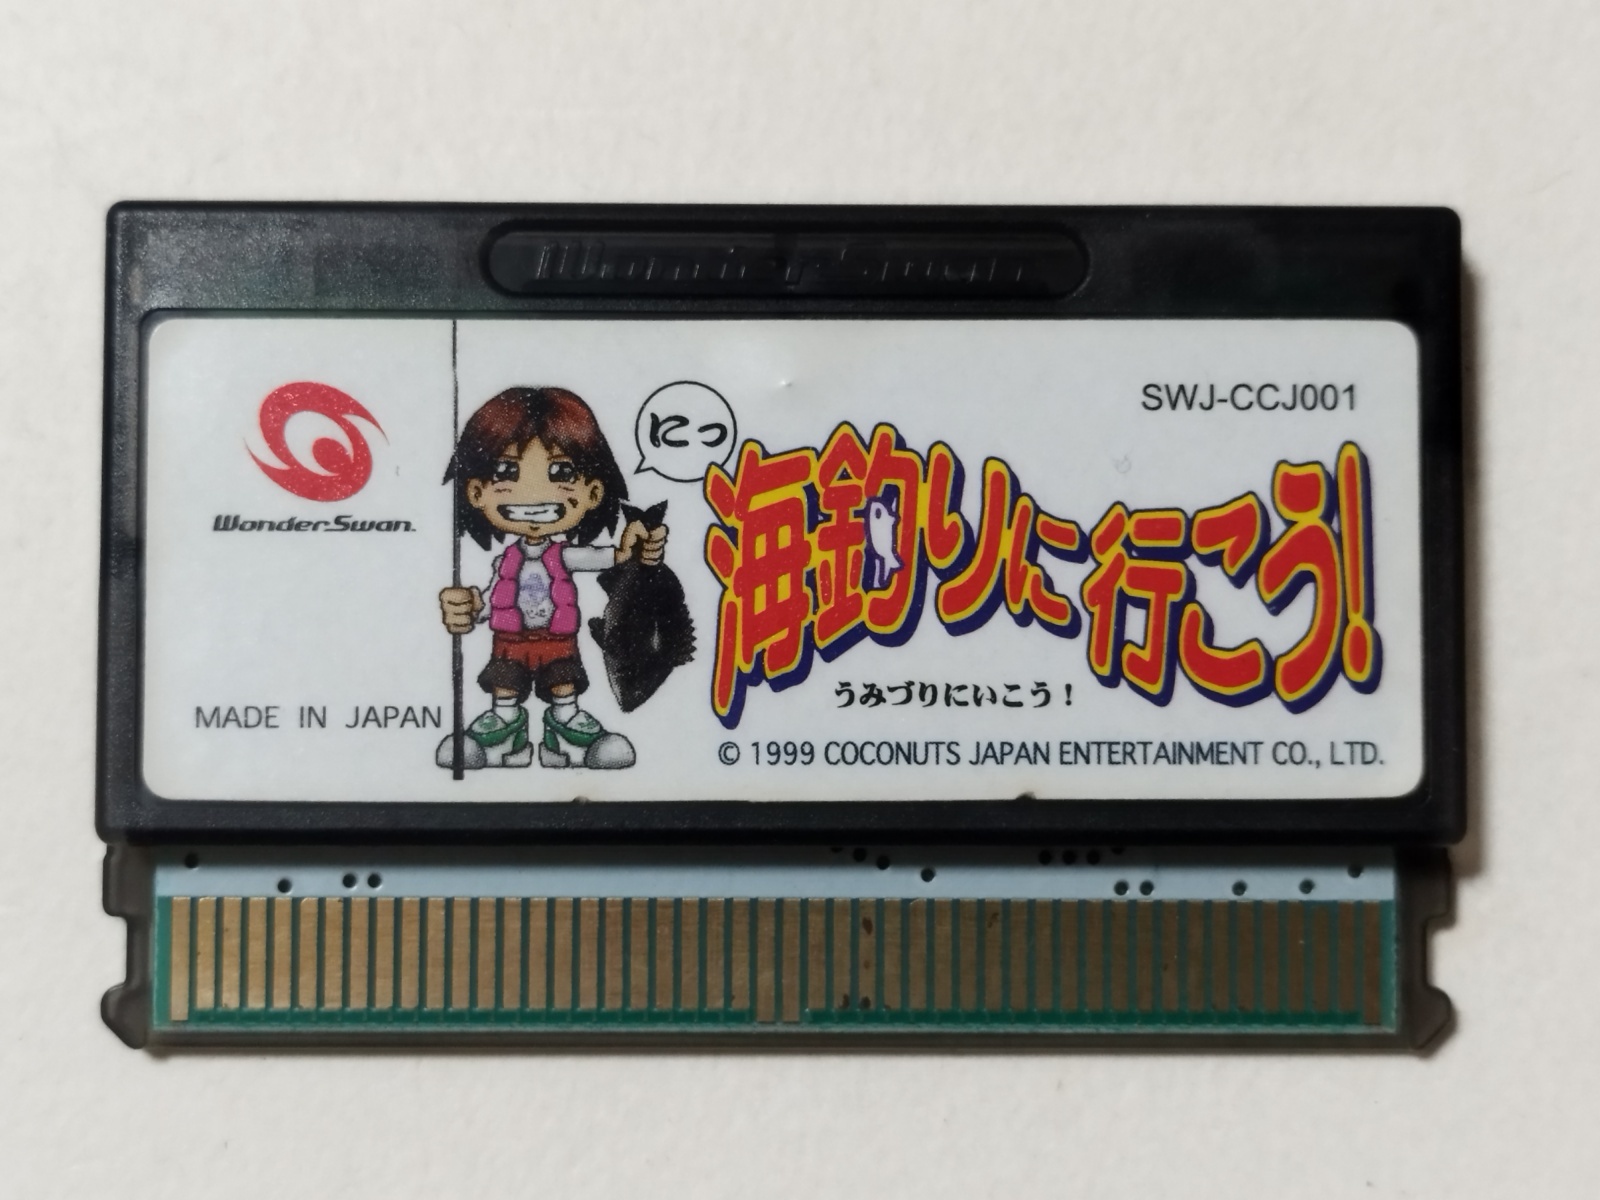 WonderSwan
SWJ-CCJ001
にっ
WonderSwan.
海釣りに行こう!
うみづりにいこう!
MADE IN JAPAN
© 1999 COCONUTS JAPAN ENTERTAINMENT CO., LTD.